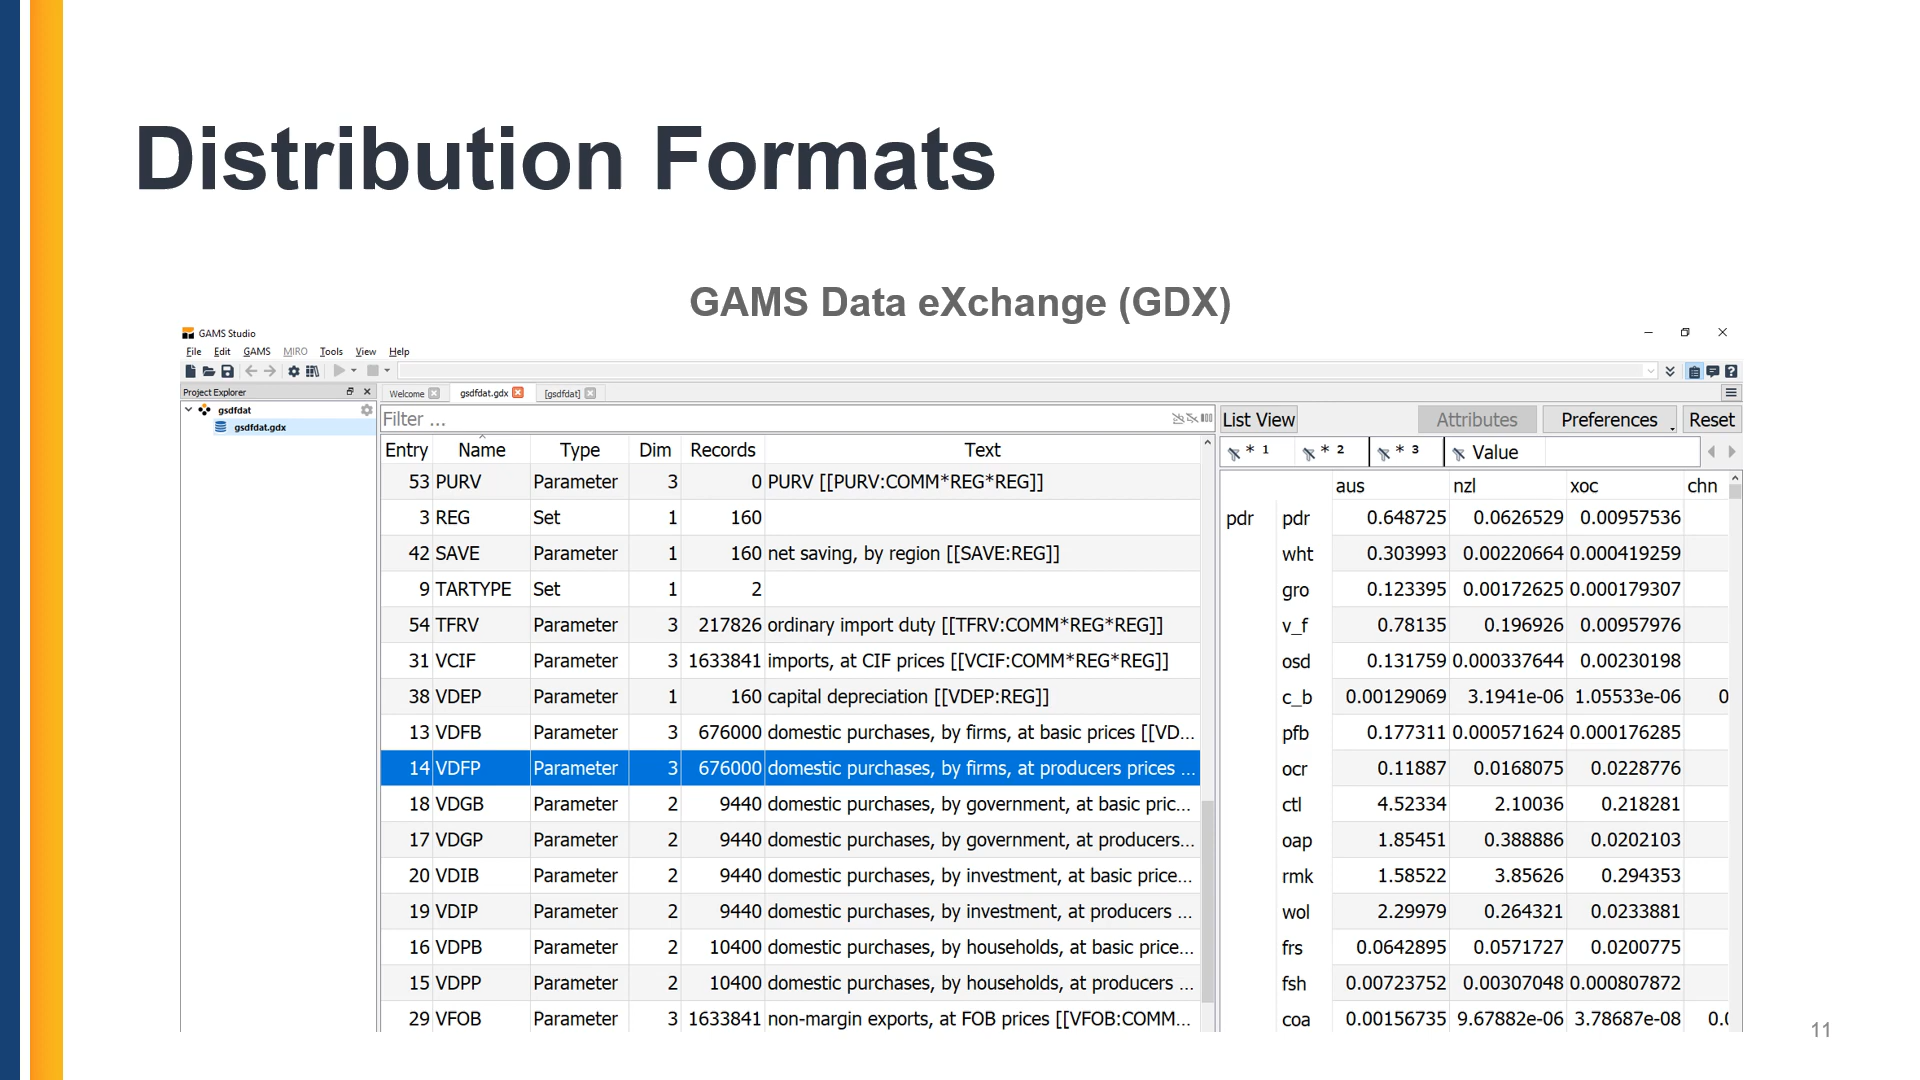 Distribution Formats
GAMS Data eXchange (GDX)
GAMS Studio
File Edit GAMS MIRO Tools View Help
Project Explorer
gsdfdat
gsdfdat.gdx
Welcome gsdfdat.gdx [gsdfdat]
Filter ...
Entry Name Type Dim Records Text
53 PURV Parameter 3 0 PURV [[PURV:COMM*REG*REG]]
3 REG Set 1 160
42 SAVE Parameter 1 160 net saving, by region [[SAVE:REG]]
9 TARTYPE Set 1 2
54 TFRV Parameter 3 217826 ordinary import duty [[TFRV:COMM*REG*REG]]
31 VCIF Parameter 3 1633841 imports, at CIF prices [[VCIF:COMM*REG*REG]]
38 VDEP Parameter 1 160 capital depreciation [[VDEP:REG]]
13 VDFB Parameter 3 676000 domestic purchases, by firms, at basic prices [[VD...
14 VDFP Parameter 3 676000 domestic purchases, by firms, at producers prices ...
18 VDGB Parameter 2 9440 domestic purchases, by government, at basic pric...
17 VDGP Parameter 2 9440 domestic purchases, by government, at producers...
20 VDIB Parameter 2 9440 domestic purchases, by investment, at basic price...
19 VDIP Parameter 2 9440 domestic purchases, by investment, at producers ...
16 VDPB Parameter 2 10400 domestic purchases, by households, at basic price...
15 VDPP Parameter 2 10400 domestic purchases, by households, at producers ...
29 VFOB Parameter 3 1633841 non-margin exports, at FOB prices [[VFOB:COMM...
List View Attributes Preferences Reset
* 1 * 2 * 3 Value
aus nzl xoc chn
pdr pdr 0.648725 0.0626529 0.00957536
wht 0.303993 0.00220664 0.000419259
gro 0.123395 0.00172625 0.000179307
v_f 0.78135 0.196926 0.00957976
osd 0.131759 0.000337644 0.00230198
c_b 0.00129069 3.1941e-06 1.05533e-06 0
pfb 0.177311 0.000571624 0.000176285
ocr 0.11887 0.0168075 0.0228776
ctl 4.52334 2.10036 0.218281
oap 1.85451 0.388886 0.0202103
rmk 1.58522 3.85626 0.294353
wol 2.29979 0.264321 0.0233881
frs 0.0642895 0.0571727 0.0200775
fsh 0.00723752 0.00307048 0.000807872
coa 0.00156735 9.67882e-06 3.78687e-08 0.0
11